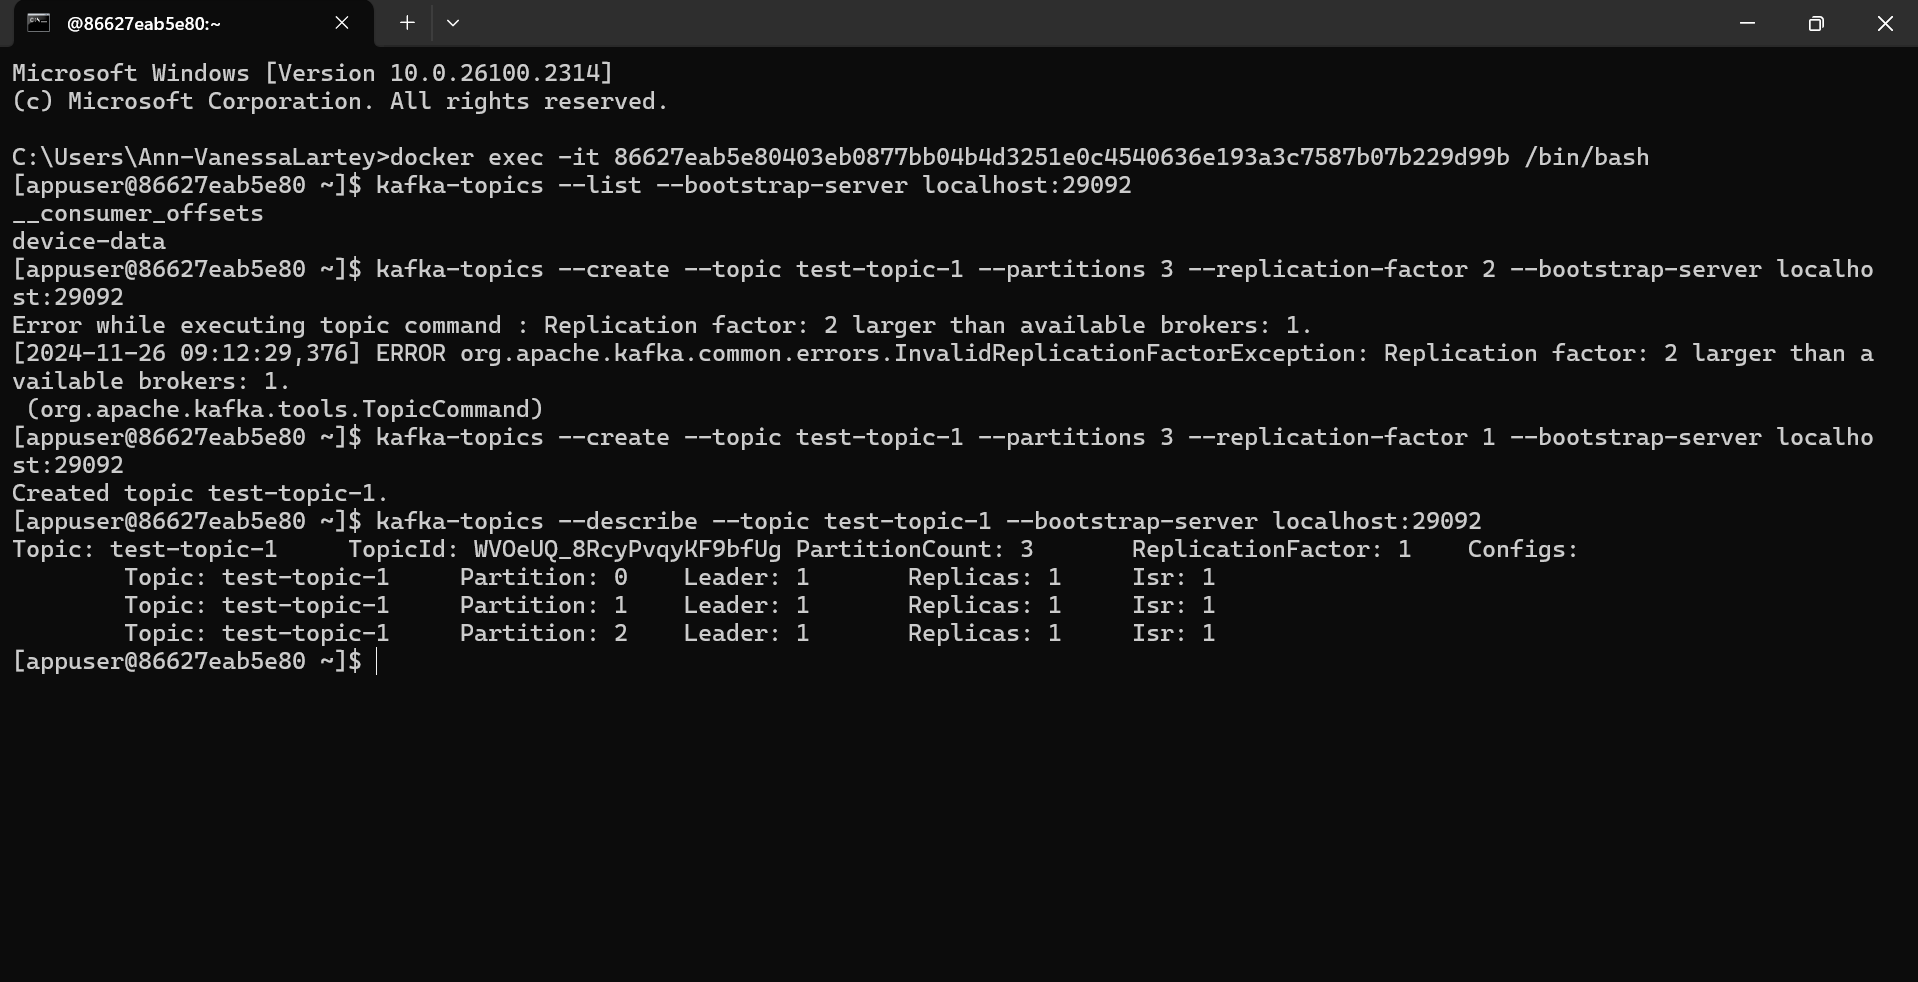 @86627eab5e80:~
Microsoft Windows [Version 10.0.26100.2314]
(c) Microsoft Corporation. All rights reserved.
C:\Users\Ann-VanessaLartey>docker exec -it 86627eab5e80403eb0877bb04b4d3251e0c4540636e193a3c7587b07b229d99b /bin/bash
[appuser@86627eab5e80 ~]$ kafka-topics --list --bootstrap-server localhost:29092
__consumer_offsets
device-data
[appuser@86627eab5e80 ~]$ kafka-topics --create --topic test-topic-1 --partitions 3 --replication-factor 2 --bootstrap-server localho
st:29092
Error while executing topic command : Replication factor: 2 larger than available brokers: 1.
[2024-11-26 09:12:29,376] ERROR org.apache.kafka.common.errors.InvalidReplicationFactorException: Replication factor: 2 larger than a
vailable brokers: 1.
 (org.apache.kafka.tools.TopicCommand)
[appuser@86627eab5e80 ~]$ kafka-topics --create --topic test-topic-1 --partitions 3 --replication-factor 1 --bootstrap-server localho
st:29092
Created topic test-topic-1.
[appuser@86627eab5e80 ~]$ kafka-topics --describe --topic test-topic-1 --bootstrap-server localhost:29092
Topic: test-topic-1     TopicId: WVOeUQ_8RcyPvqyKF9bfUg PartitionCount: 3       ReplicationFactor: 1    Configs:
        Topic: test-topic-1     Partition: 0    Leader: 1       Replicas: 1     Isr: 1
        Topic: test-topic-1     Partition: 1    Leader: 1       Replicas: 1     Isr: 1
        Topic: test-topic-1     Partition: 2    Leader: 1       Replicas: 1     Isr: 1
[appuser@86627eab5e80 ~]$